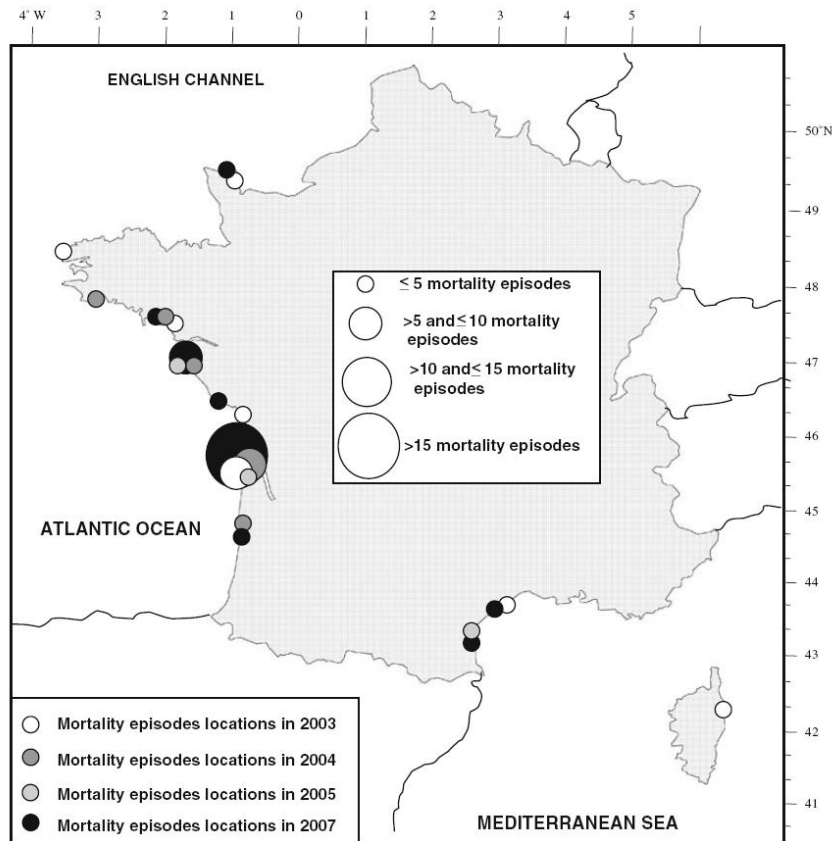 4° W 3 2 1 0° 1 2 3 4 5
ENGLISH CHANNEL
50°N
49
48
47
46
45
44
43
42
41
≤ 5 mortality episodes
>5 and ≤ 10 mortality
episodes
>10 and ≤ 15 mortality
episodes
>15 mortality episodes
ATLANTIC OCEAN
Mortality episodes locations in 2003
Mortality episodes locations in 2004
Mortality episodes locations in 2005
Mortality episodes locations in 2007
MEDITERRANEAN SEA